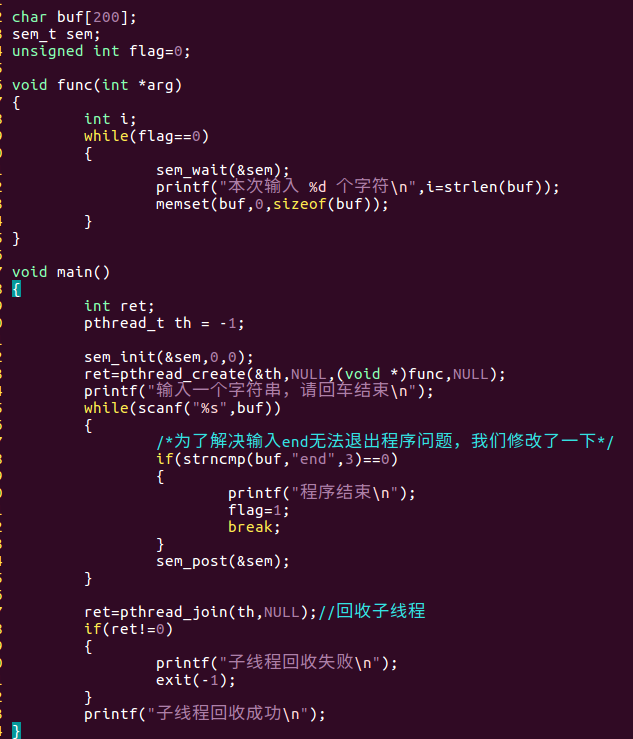 char buf[200];
sem_t sem;
unsigned int flag=0;
void func(int *arg)
{
int i;
while(flag==0)
{
sem_wait(&sem);
printf("本次输入 %d 个字符\n",i=strlen(buf));
memset(buf,0,sizeof(buf));
}
}
void main()
{
int ret;
pthread_t th = -1;
sem_init(&sem,0,0);
ret=pthread_create(&th,NULL,(void *)func,NULL);
printf("输入一个字符串，请回车结束\n");
while(scanf("%s",buf))
{
/*为了解决输入end无法退出程序问题，我们修改了一下*/
if(strncmp(buf,"end",3)==0)
{
printf("程序结束\n");
flag=1;
break;
}
sem_post(&sem);
}
ret=pthread_join(th,NULL);//回收子线程
if(ret!=0)
{
printf("子线程回收失败\n");
exit(-1);
}
printf("子线程回收成功\n");
}